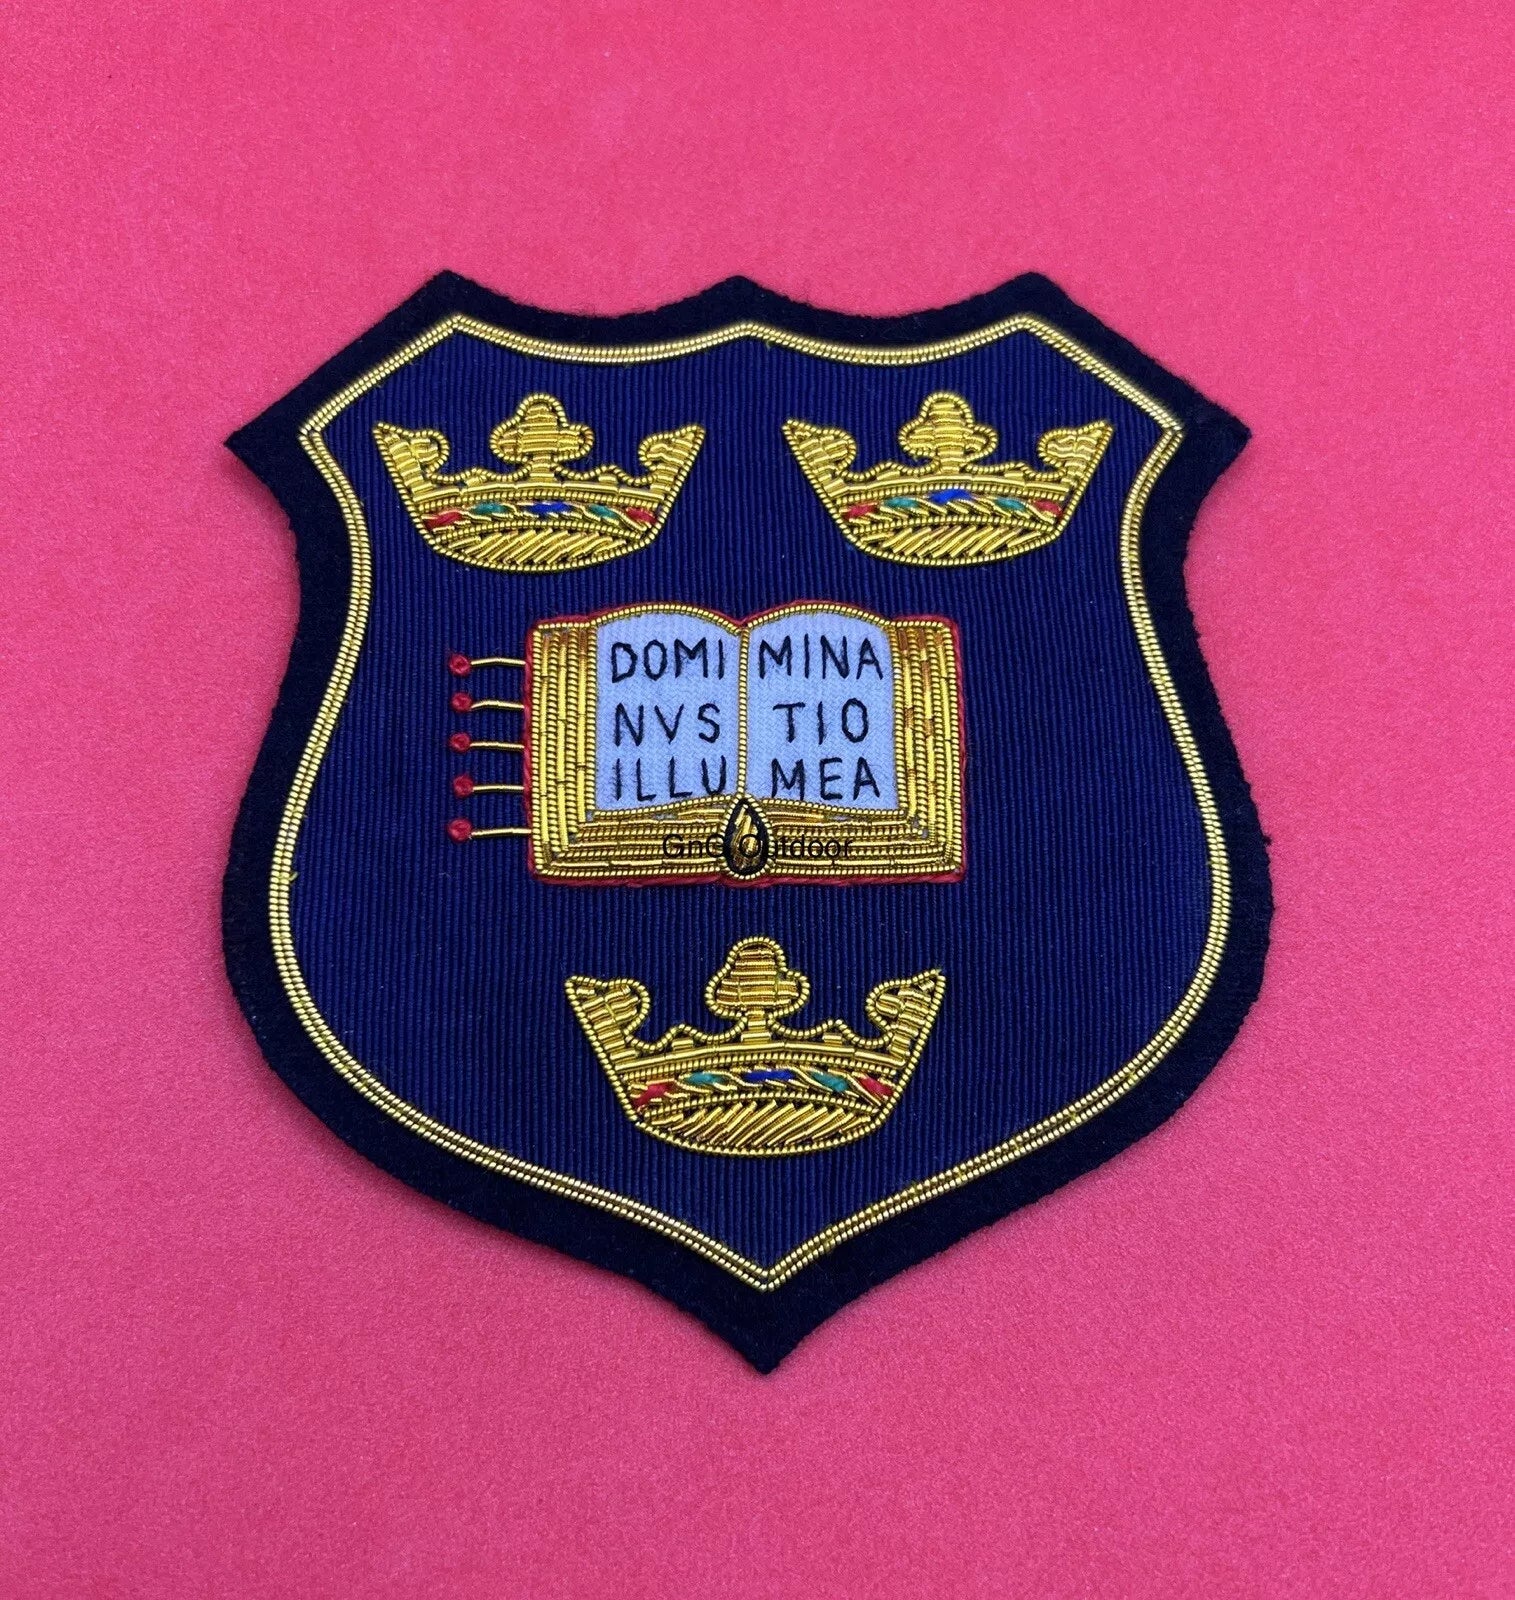 DOMI MINA
NVS TIO
ILLU MEA
GnG Outdoor